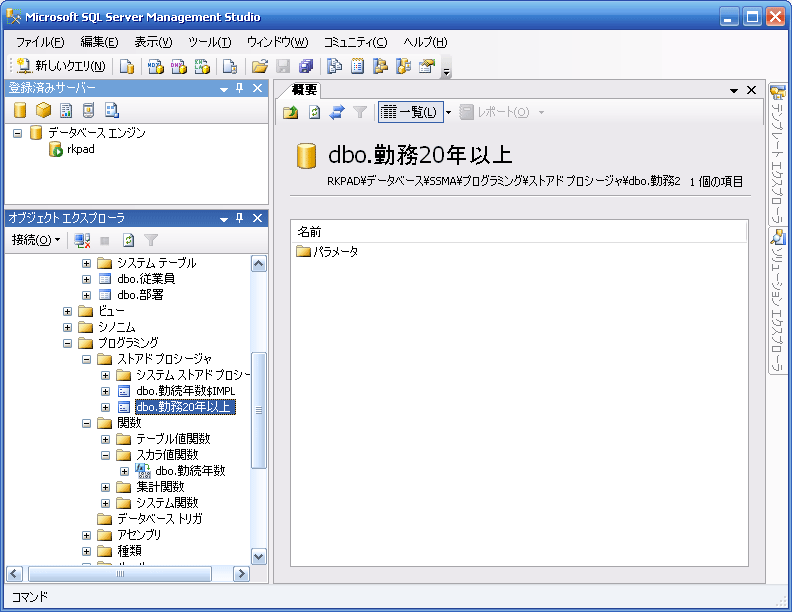 Microsoft SQL Server Management Studio
ファイル(F) 編集(E) 表示(V) ツール(T) ウィンドウ(W) コミュニティ(C) ヘルプ(H)
新しいクエリ(N)
登録済みサーバー
データベース エンジン
rkpad
オブジェクト エクスプローラ
接続(O)
システム テーブル
dbo.従業員
dbo.部署
ビュー
シノニム
プログラミング
ストアド プロシージャ
システム ストアド プロシー
dbo.勤続年数$IMPL
dbo.勤務20年以上
関数
テーブル値関数
スカラ値関数
dbo.勤続年数
集計関数
システム関数
データベース トリガ
アセンブリ
種類
概要
一覧(L) レポート(O)
dbo.勤務20年以上
RKPAD¥データベース¥SSMA¥プログラミング¥ストアド プロシージャ¥dbo.勤務2 1 個の項目
名前
パラメータ
テンプレート エクスプローラ
ソリューション エクスプローラ
コマンド